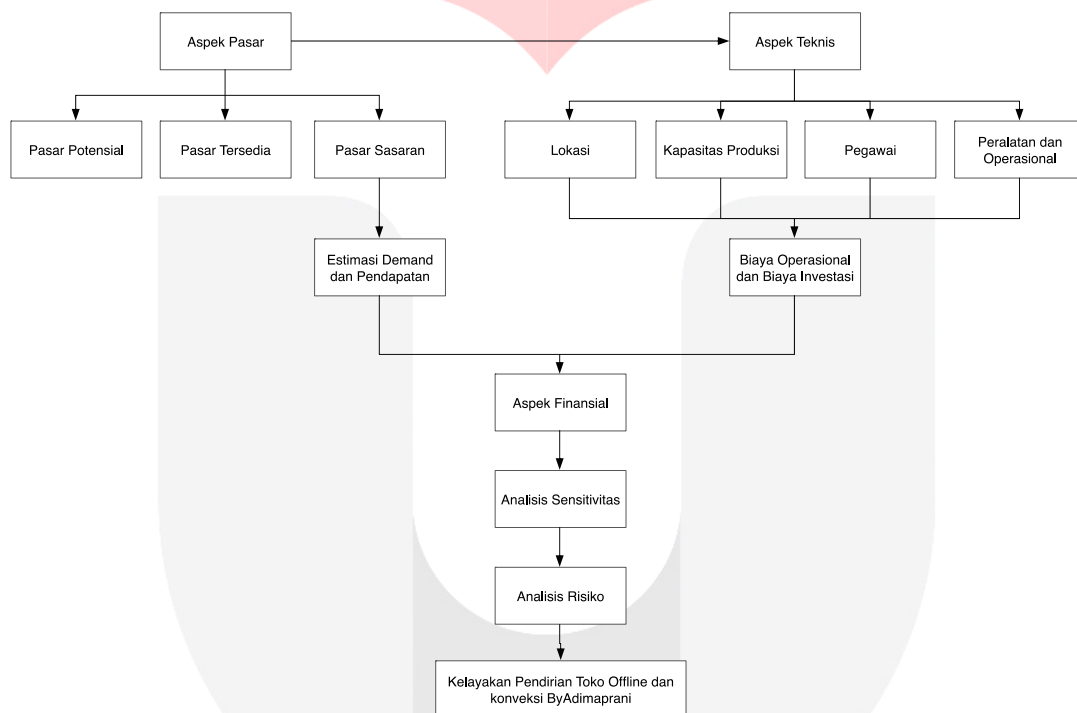 Aspek Pasar
Aspek Teknis
Pasar Potensial
Pasar Tersedia
Pasar Sasaran
Lokasi
Kapasitas Produksi
Pegawai
Peralatan dan
Operasional
Estimasi Demand
dan Pendapatan
Biaya Operasional
dan Biaya Investasi
Aspek Finansial
Analisis Sensitivitas
Analisis Risiko
Kelayakan Pendirian Toko Offline dan
konveksi ByAdimaprani